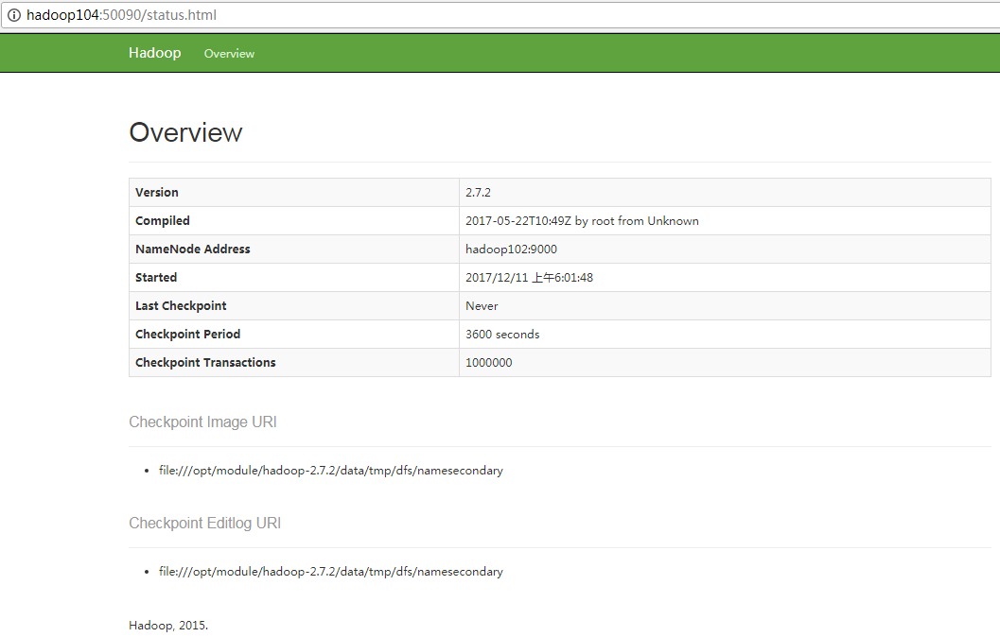 hadoop104:50090/status.html
Hadoop Overview
Overview
Version 2.7.2
Compiled 2017-05-22T10:49Z by root from Unknown
NameNode Address hadoop102:9000
Started 2017/12/11 上午6:01:48
Last Checkpoint Never
Checkpoint Period 3600 seconds
Checkpoint Transactions 1000000
Checkpoint Image URI
• file:///opt/module/hadoop-2.7.2/data/tmp/dfs/namesecondary
Checkpoint Editlog URI
• file:///opt/module/hadoop-2.7.2/data/tmp/dfs/namesecondary
Hadoop, 2015.